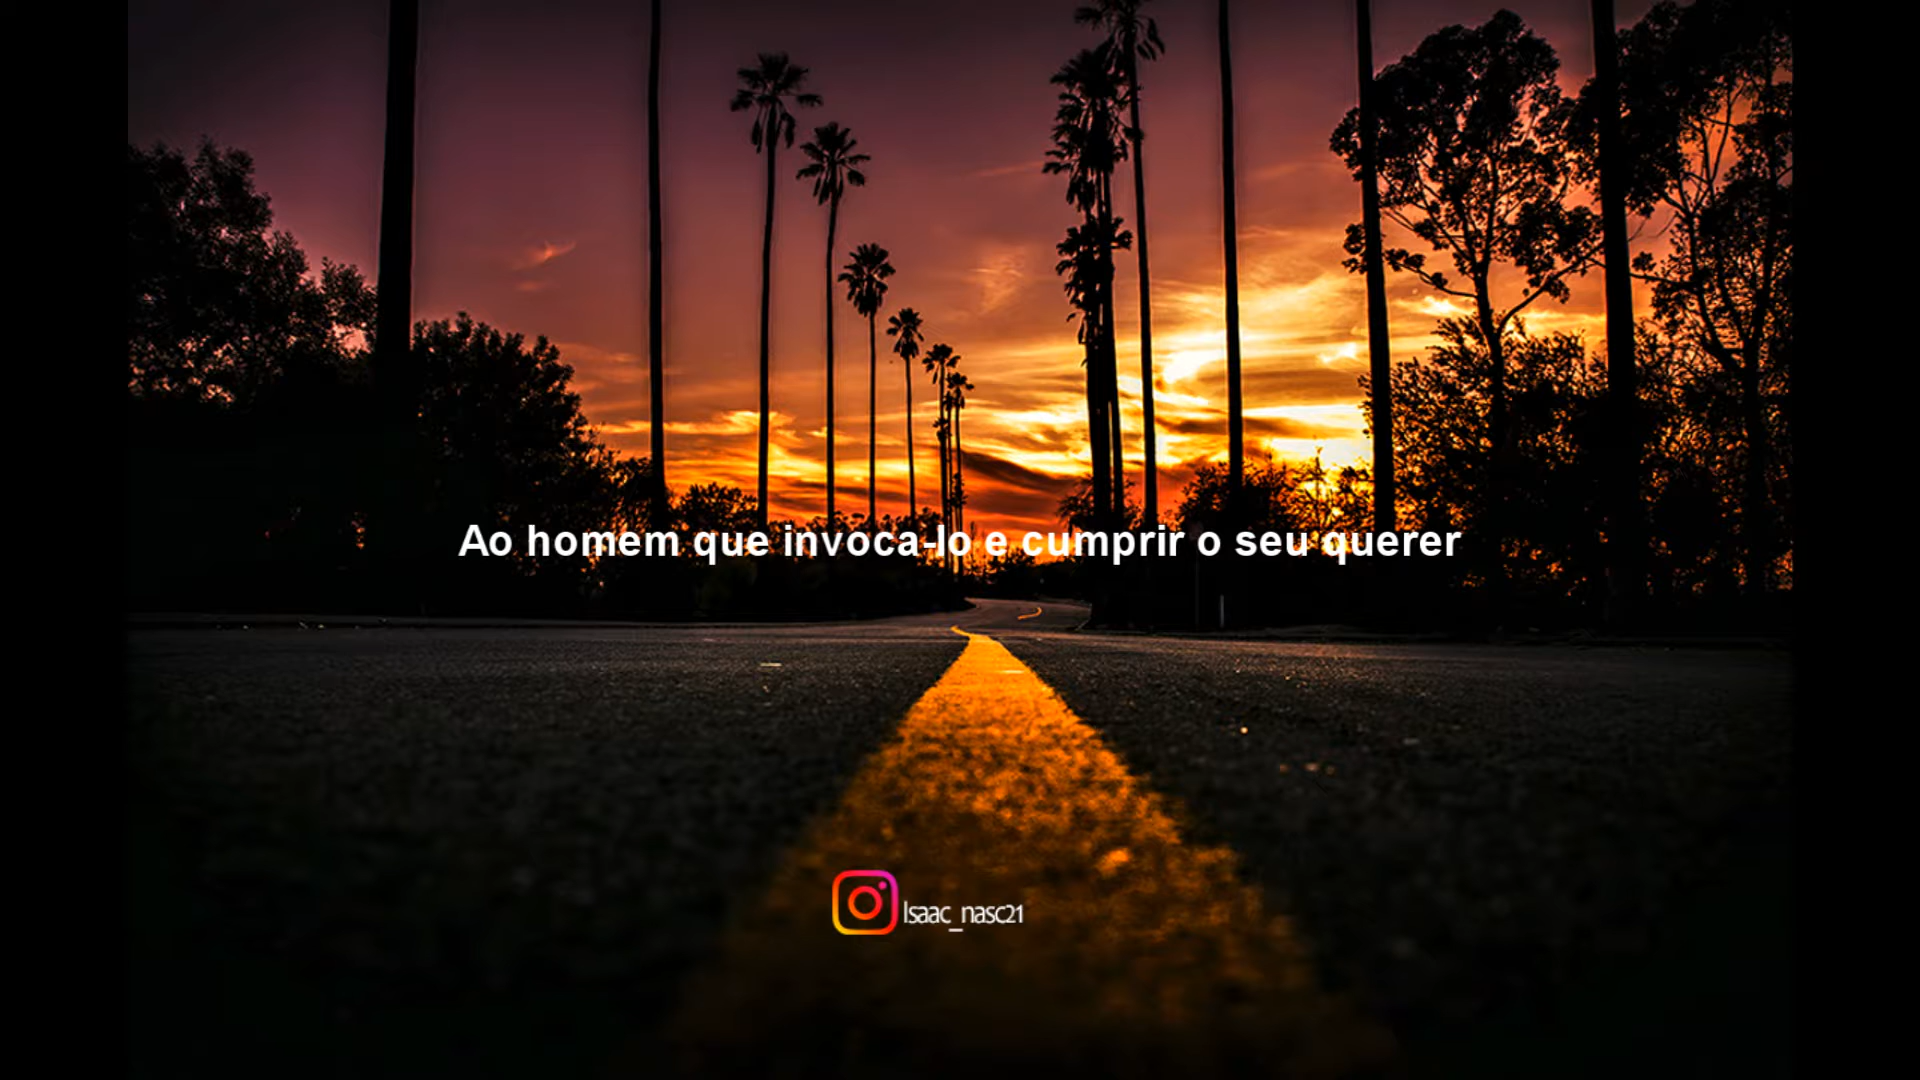 Ao homem que invoca-lo e cumprir o seu querer
Isaac_nasc21